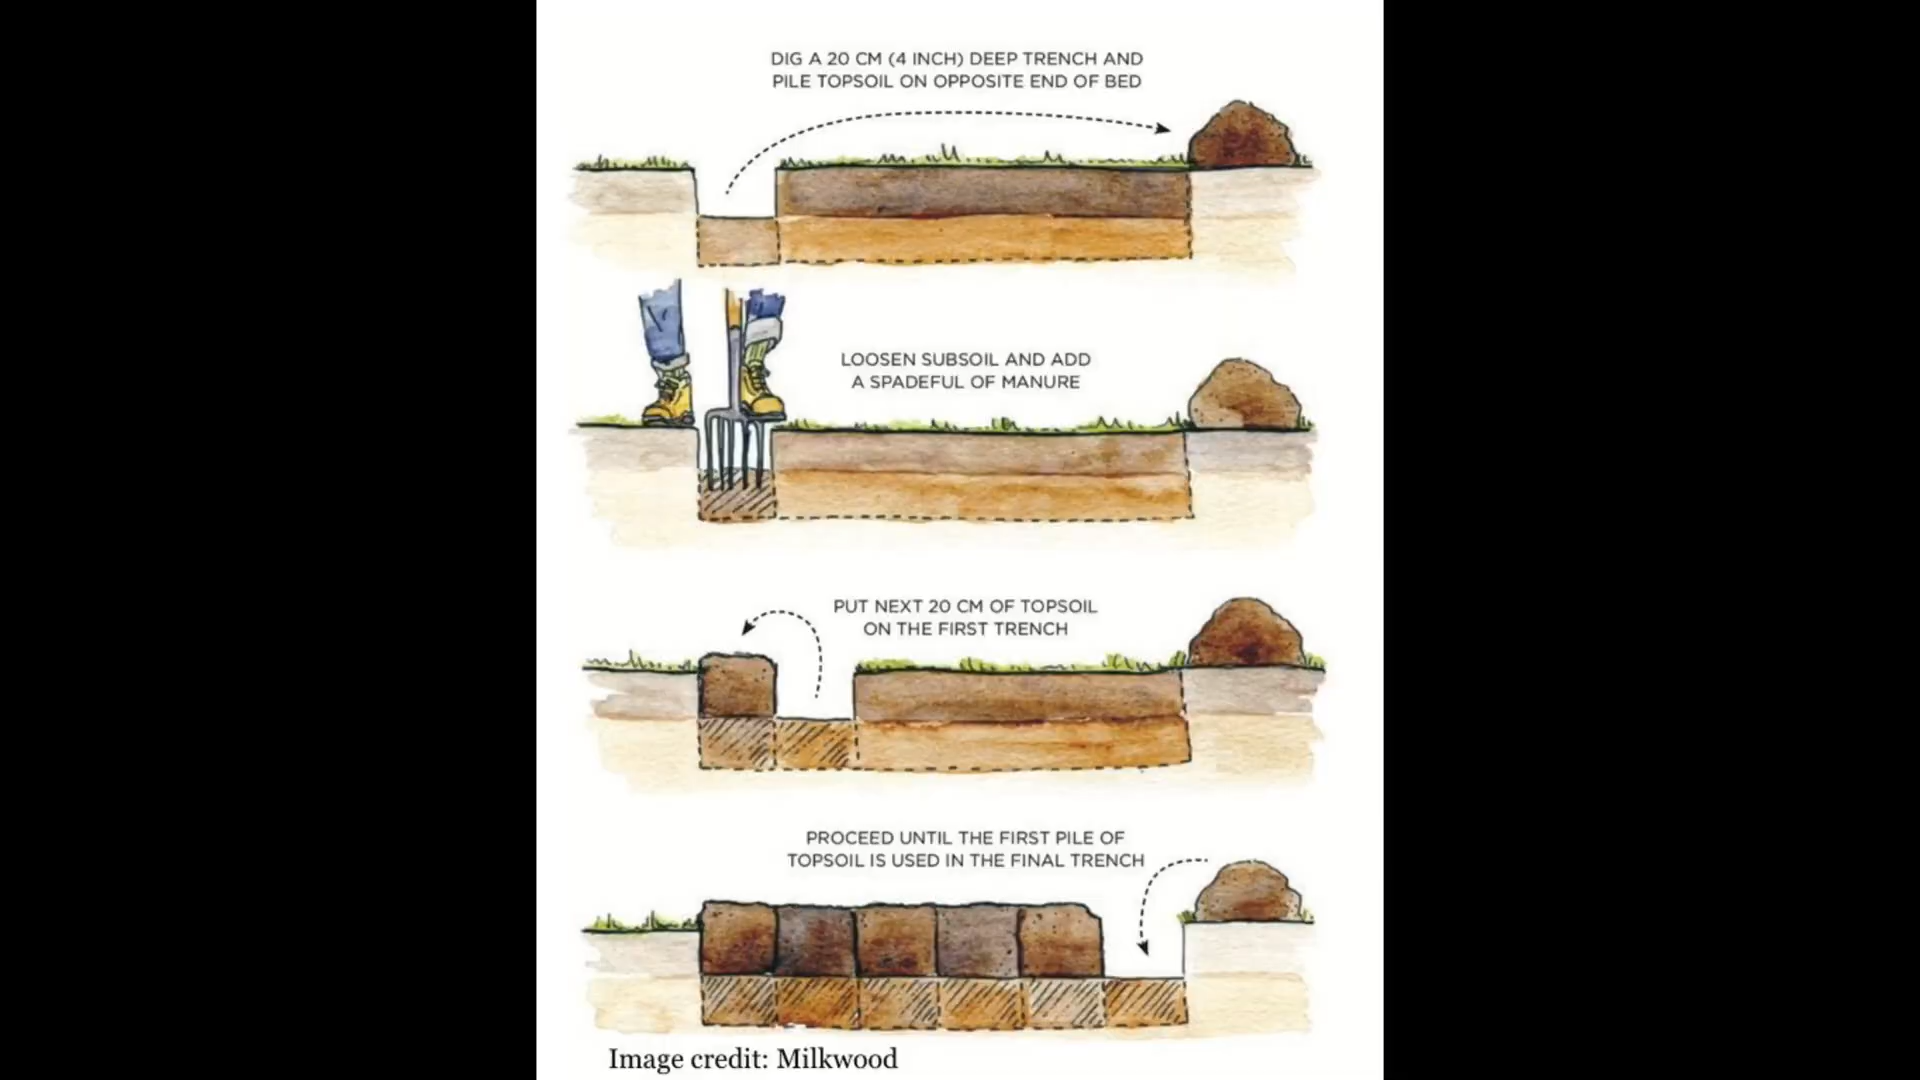 DIG A 20 CM (4 INCH) DEEP TRENCH AND
PILE TOPSOIL ON OPPOSITE END OF BED
LOOSEN SUBSOIL AND ADD
A SPADEFUL OF MANURE
PUT NEXT 20 CM OF TOPSOIL
ON THE FIRST TRENCH
PROCEED UNTIL THE FIRST PILE OF
TOPSOIL IS USED IN THE FINAL TRENCH
Image credit: Milkwood